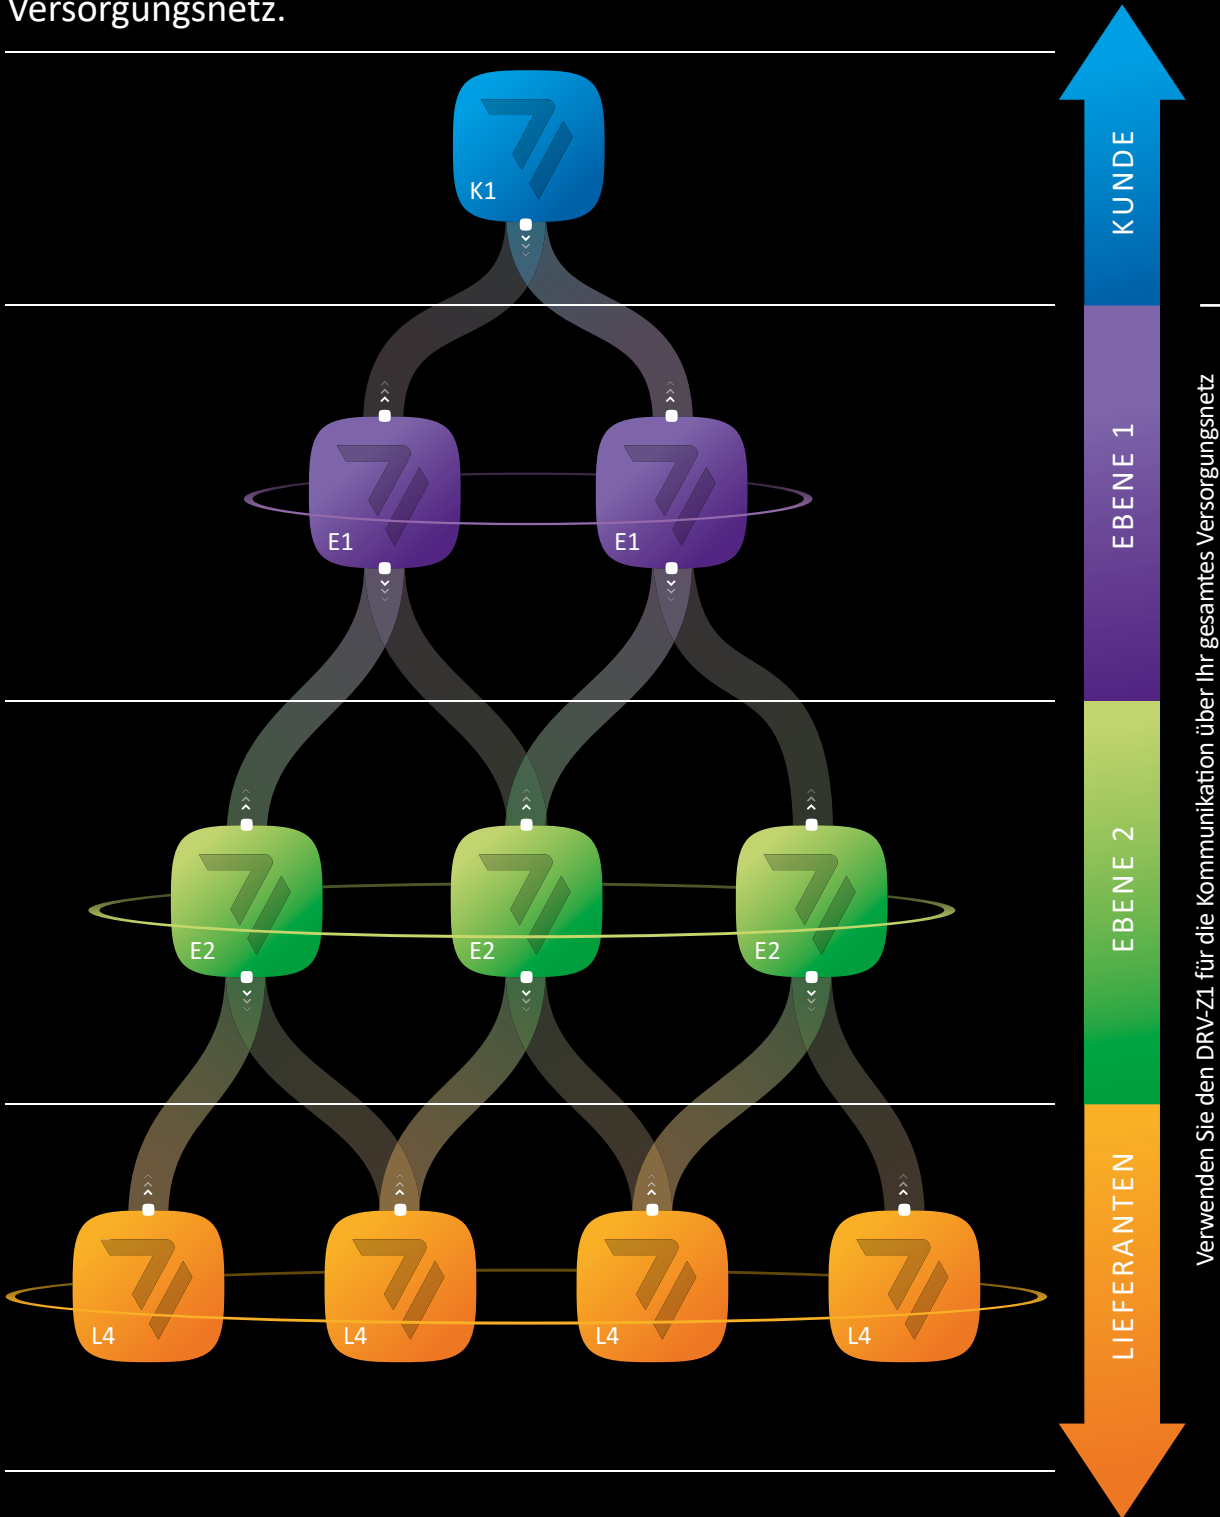 Versorgungsnetz.
K1
KUNDE
E1
E1
EBENE 1
E2
E2
E2
EBENE 2
L4
L4
L4
L4
LIEFERANTEN
Verwenden Sie den DRV-Z1 für die Kommunikation über Ihr gesamtes Versorgungsnetz